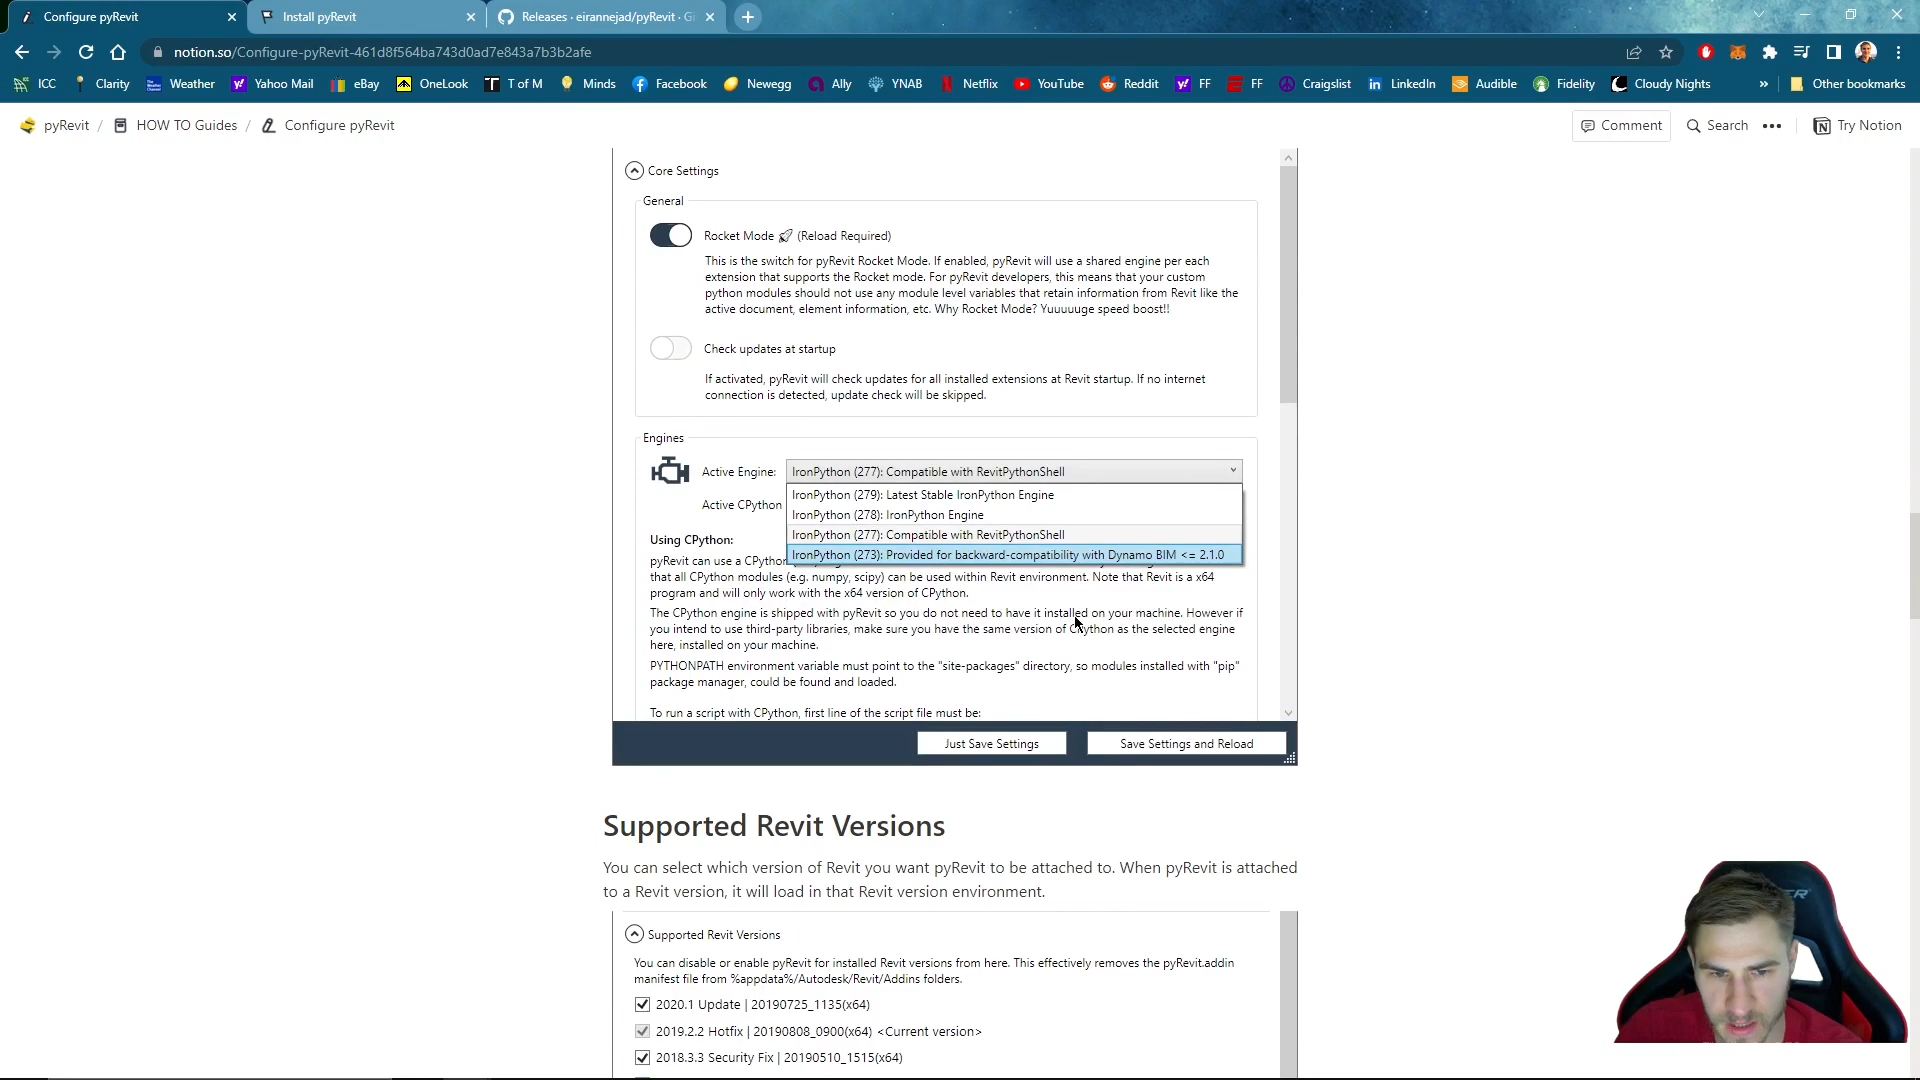 Configure pyRevit
Install pyRevit
Releases · eirannejad/pyRevit · G
notion.so/Configure-pyRevit-461d8f564ba743d0ad7e843a7b3b2afe
ICC Clarity Weather Yahoo Mail eBay OneLook T of M Minds Facebook Newegg Ally YNAB Netflix YouTube Reddit FF FF Craigslist LinkedIn Audible Fidelity Cloudy Nights » Other bookmarks
pyRevit / HOW TO Guides / Configure pyRevit
Comment Search ••• Try Notion
Core Settings
General
Rocket Mode (Reload Required)
This is the switch for pyRevit Rocket Mode. If enabled, pyRevit will use a shared engine per each
extension that supports the Rocket mode. For pyRevit developers, this means that your custom
python modules should not use any module level variables that retain information from Revit like the
active document, element information, etc. Why Rocket Mode? Yuuuuuge speed boost!!
Check updates at startup
If activated, pyRevit will check updates for all installed extensions at Revit startup. If no internet
connection is detected, update check will be skipped.
Engines
Active Engine: IronPython (277): Compatible with RevitPythonShell
IronPython (279): Latest Stable IronPython Engine
Active CPython
IronPython (278): IronPython Engine
IronPython (277): Compatible with RevitPythonShell
Using CPython:
IronPython (273): Provided for backward-compatibility with Dynamo BIM <= 2.1.0
pyRevit can use a CPython
that all CPython modules (e.g. numpy, scipy) can be used within Revit environment. Note that Revit is a x64
program and will only work with the x64 version of CPython.
The CPython engine is shipped with pyRevit so you do not need to have it installed on your machine. However if
you intend to use third-party libraries, make sure you have the same version of CPython as the selected engine
here, installed on your machine.
PYTHONPATH environment variable must point to the "site-packages" directory, so modules installed with "pip"
package manager, could be found and loaded.
To run a script with CPython, first line of the script file must be:
Just Save Settings Save Settings and Reload
Supported Revit Versions
You can select which version of Revit you want pyRevit to be attached to. When pyRevit is attached
to a Revit version, it will load in that Revit version environment.
Supported Revit Versions
You can disable or enable pyRevit for installed Revit versions from here. This effectively removes the pyRevit.addin
manifest file from %appdata%/Autodesk/Revit/Addins folders.
2020.1 Update | 20190725_1135(x64)
2019.2.2 Hotfix | 20190808_0900(x64) <Current version>
2018.3.3 Security Fix | 20190510_1515(x64)